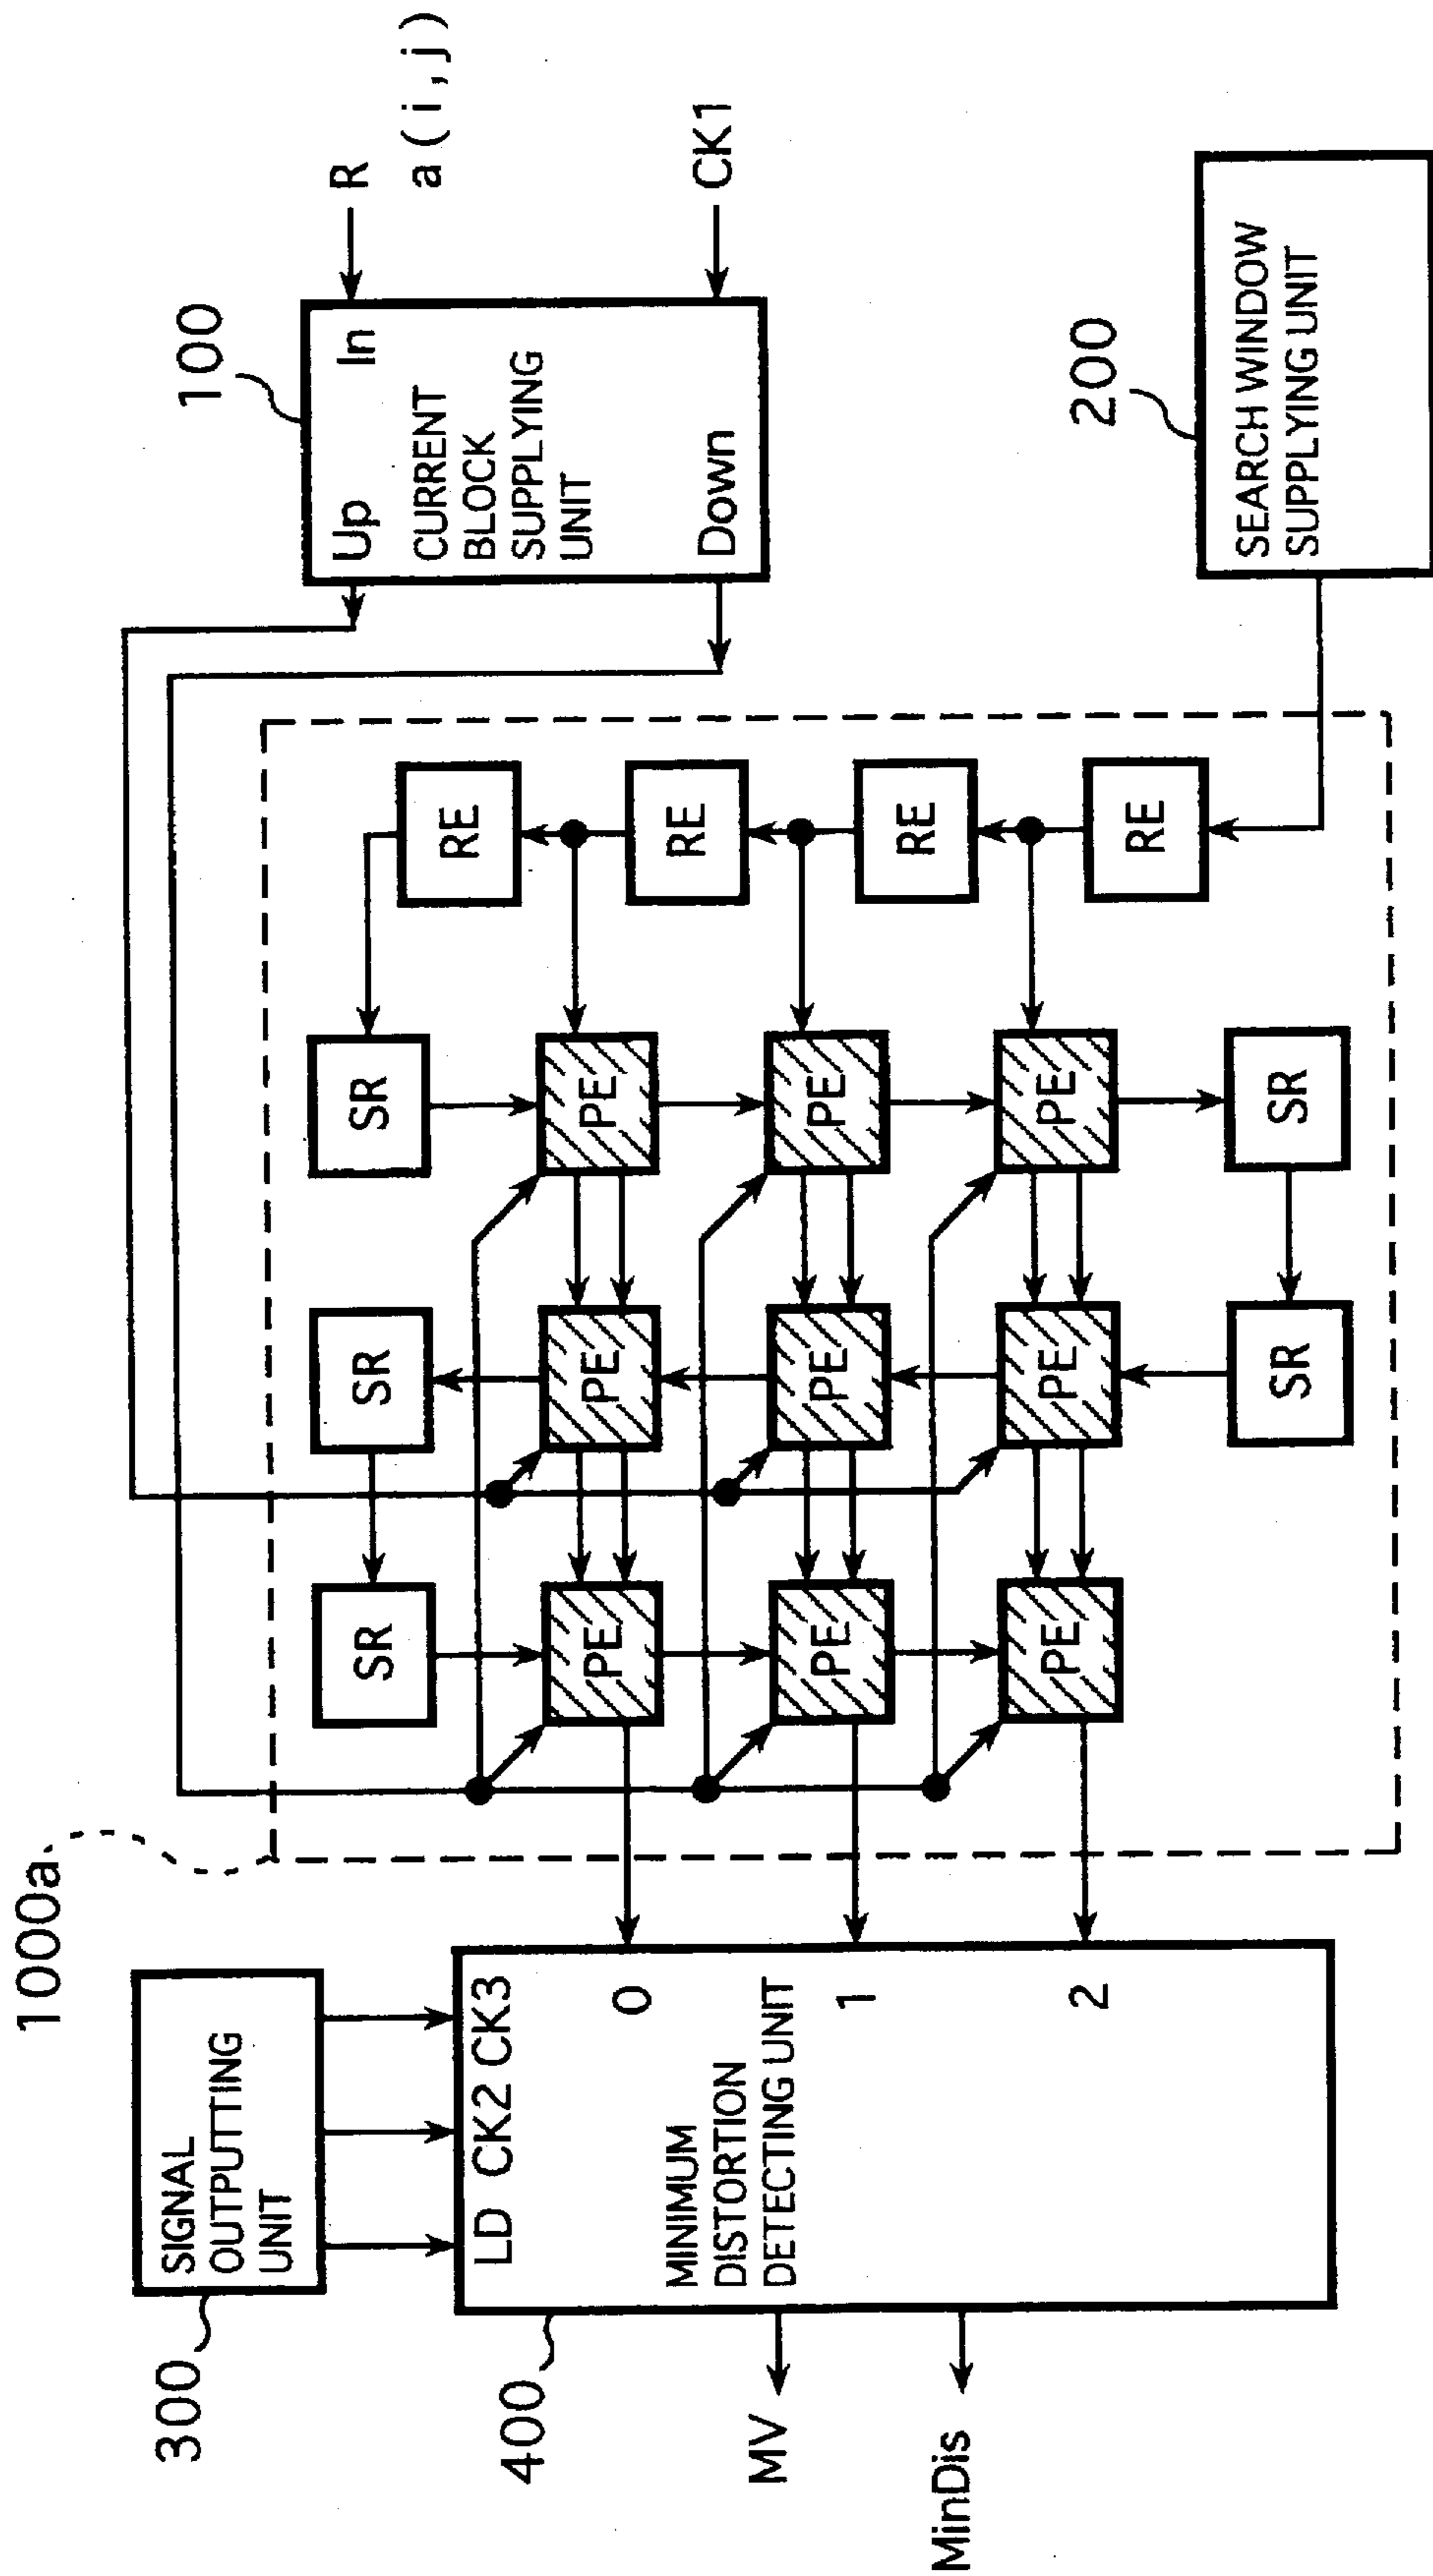 1000a
300
SIGNAL
OUTPUTTING
UNIT
400
LD CK2 CK3
MINIMUM
DISTORTION
DETECTING UNIT
0
1
2
MV
MinDis
SR
SR
SR
PE
PE
PE
PE
PE
PE
PE
PE
PE
SR
SR
RE
RE
RE
RE
100
Up
In
CURRENT
BLOCK
SUPPLYING
UNIT
Down
R
a ( i , j )
CK1
200
SEARCH WINDOW
SUPPLYING UNIT